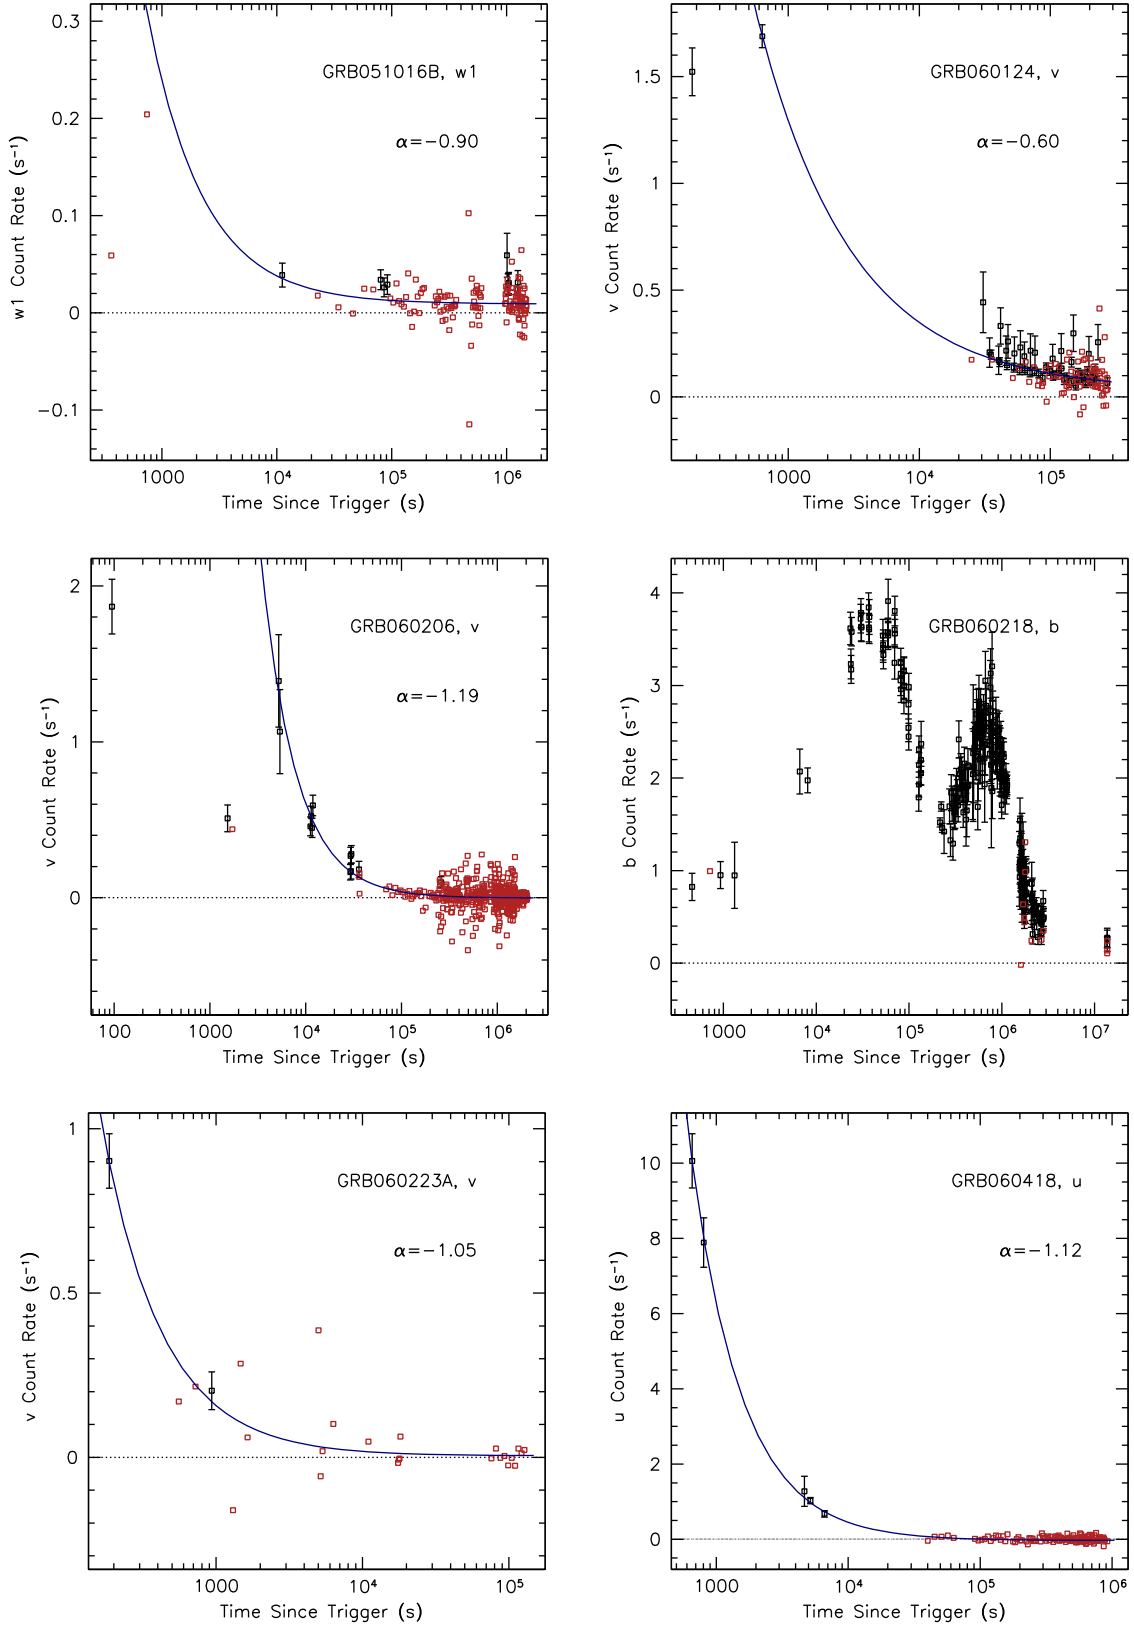 GRB051016B, w1
α=−0.90
0.3
0.2
0.1
0
−0.1
w1 Count Rate (s⁻¹)
1000 10⁴ 10⁵ 10⁶
Time Since Trigger (s)
GRB060124, v
α=−0.60
1.5
1
0.5
0
v Count Rate (s⁻¹)
1000 10⁴ 10⁵
Time Since Trigger (s)
GRB060206, v
α=−1.19
2
1
0
v Count Rate (s⁻¹)
100 1000 10⁴ 10⁵ 10⁶
Time Since Trigger (s)
GRB060218, b
4
3
2
1
0
b Count Rate (s⁻¹)
1000 10⁴ 10⁵ 10⁶ 10⁷
Time Since Trigger (s)
GRB060223A, v
α=−1.05
1
0.5
0
v Count Rate (s⁻¹)
1000 10⁴ 10⁵
Time Since Trigger (s)
GRB060418, u
α=−1.12
10
8
6
4
2
0
u Count Rate (s⁻¹)
1000 10⁴ 10⁵ 10⁶
Time Since Trigger (s)